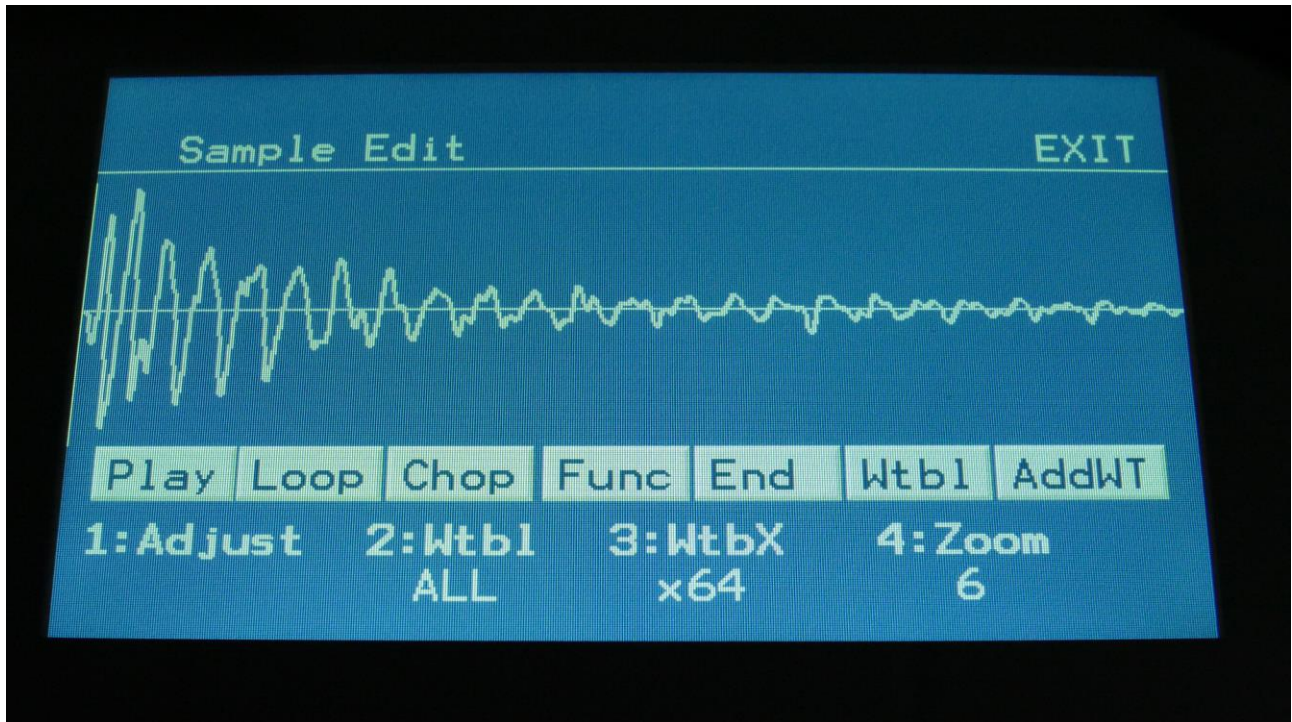 Sample Edit EXIT
Play Loop Chop Func End Wtbl AddWT
1:Adjust 2:Wtbl 3:WtbX 4:Zoom
ALL x64 6